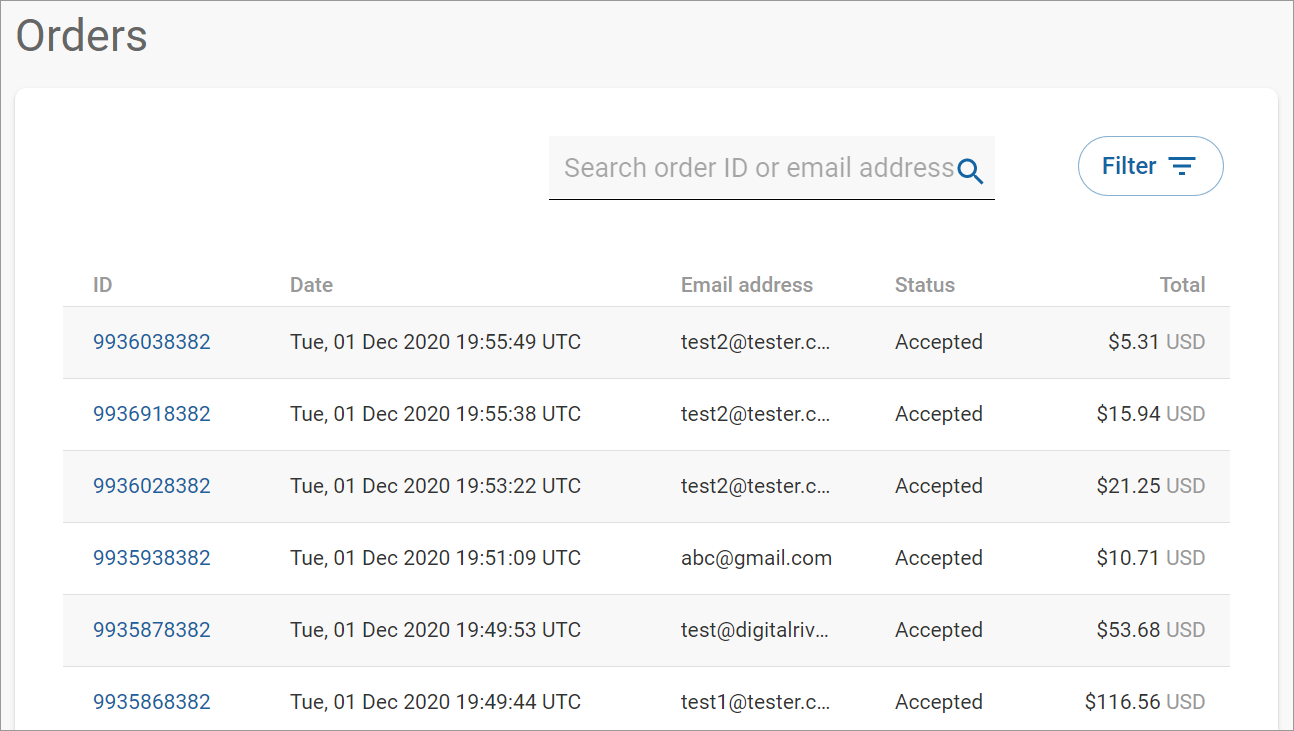 Orders
Search order ID or email address
Filter
ID Date Email address Status Total
9936038382 Tue, 01 Dec 2020 19:55:49 UTC test2@tester.c... Accepted $5.31 USD
9936918382 Tue, 01 Dec 2020 19:55:38 UTC test2@tester.c... Accepted $15.94 USD
9936028382 Tue, 01 Dec 2020 19:53:22 UTC test2@tester.c... Accepted $21.25 USD
9935938382 Tue, 01 Dec 2020 19:51:09 UTC abc@gmail.com Accepted $10.71 USD
9935878382 Tue, 01 Dec 2020 19:49:53 UTC test@digitalriv... Accepted $53.68 USD
9935868382 Tue, 01 Dec 2020 19:49:44 UTC test1@tester.c... Accepted $116.56 USD